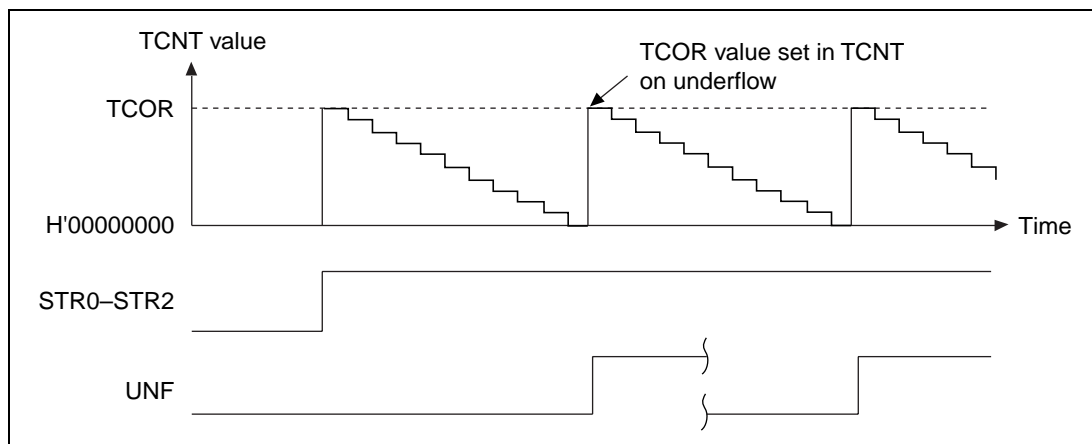 TCNT value
TCOR value set in TCNT
on underflow
TCOR
H'00000000
Time
STR0–STR2
UNF